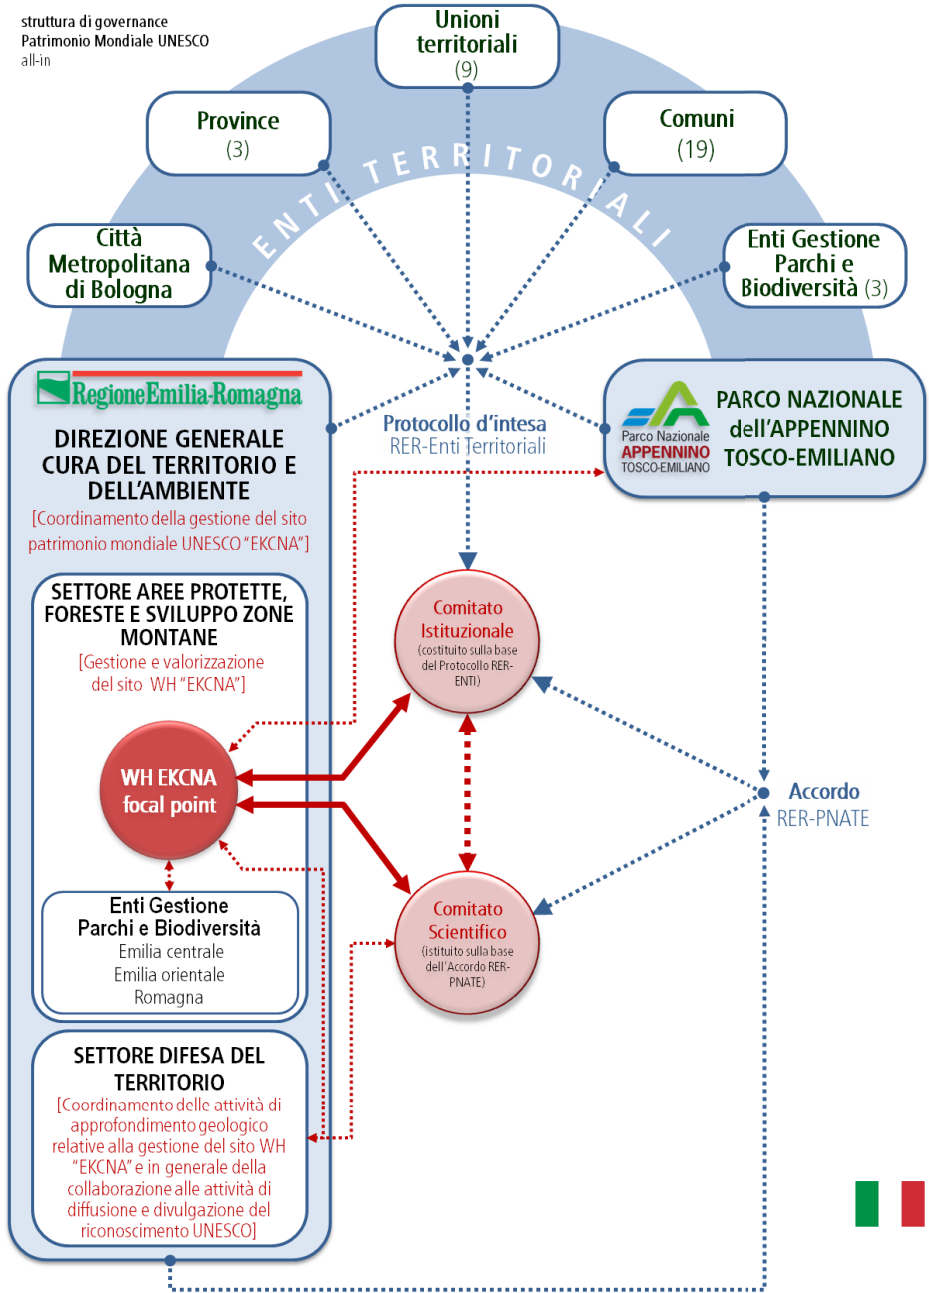 struttura di governance
Patrimonio Mondiale UNESCO
all-in
Unioni
territoriali
(9)
Province
(3)
Comuni
(19)
ENTI TERRITORIALI
Città
Metropolitana
di Bologna
Enti Gestione
Parchi e
Biodiversità (3)
RegioneEmilia-Romagna
DIREZIONE GENERALE
CURA DEL TERRITORIO E
DELL'AMBIENTE
[Coordinamento della gestione del sito
patrimonio mondiale UNESCO "EKCNA"]
Protocollo d'intesa
RER-Enti Territoriali
Parco Nazionale
APPENNINO
TOSCO-EMILIANO
PARCO NAZIONALE
dell'APPENNINO
TOSCO-EMILIANO
SETTORE AREE PROTETTE,
FORESTE E SVILUPPO ZONE
MONTANE
[Gestione e valorizzazione
del sito WH "EKCNA"]
Comitato
Istituzionale
(costituito sulla base
del Protocollo RER-
ENTI)
WH EKCNA
focal point
Accordo
RER-PNATE
Enti Gestione
Parchi e Biodiversità
Emilia centrale
Emilia orientale
Romagna
Comitato
Scientifico
(istituito sulla base
dell'Accordo RER-
PNATE)
SETTORE DIFESA DEL
TERRITORIO
[Coordinamento delle attività di
approfondimento geologico
relative alla gestione del sito WH
"EKCNA" e in generale della
collaborazione alle attività di
diffusione e divulgazione del
riconoscimento UNESCO]